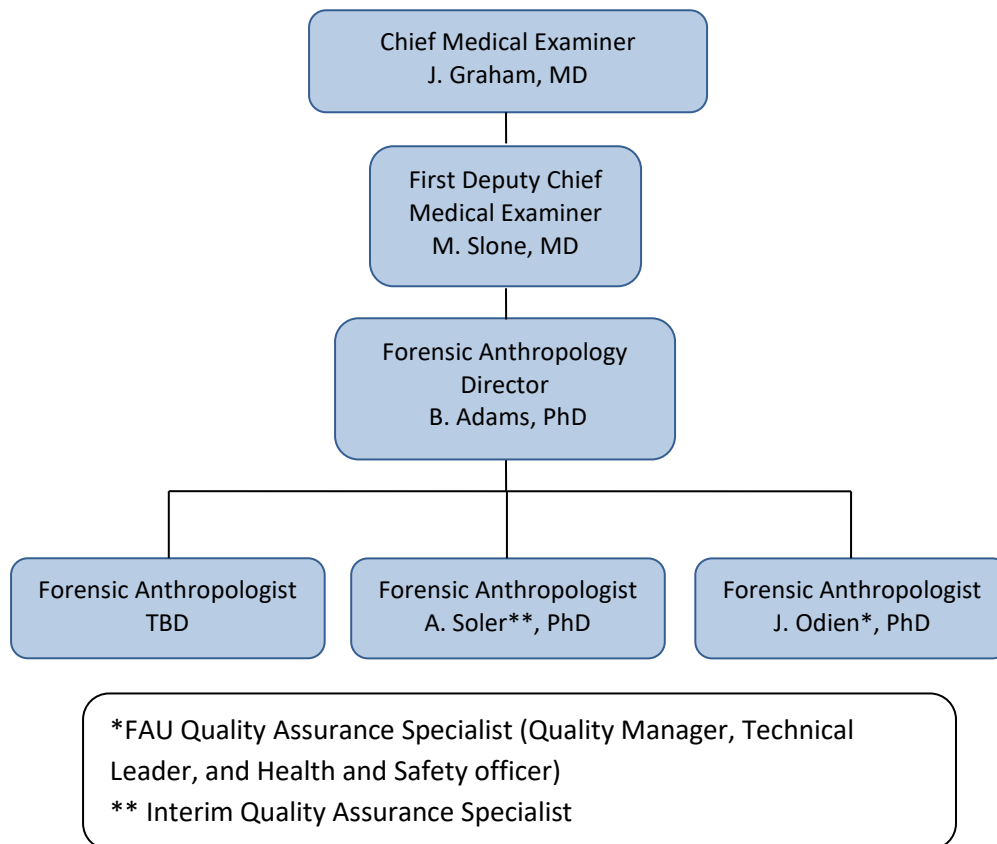 Chief Medical Examiner
J. Graham, MD
First Deputy Chief
Medical Examiner
M. Slone, MD
Forensic Anthropology
Director
B. Adams, PhD
Forensic Anthropologist
TBD
Forensic Anthropologist
A. Soler**, PhD
Forensic Anthropologist
J. Odien*, PhD
*FAU Quality Assurance Specialist (Quality Manager, Technical
Leader, and Health and Safety officer)
** Interim Quality Assurance Specialist